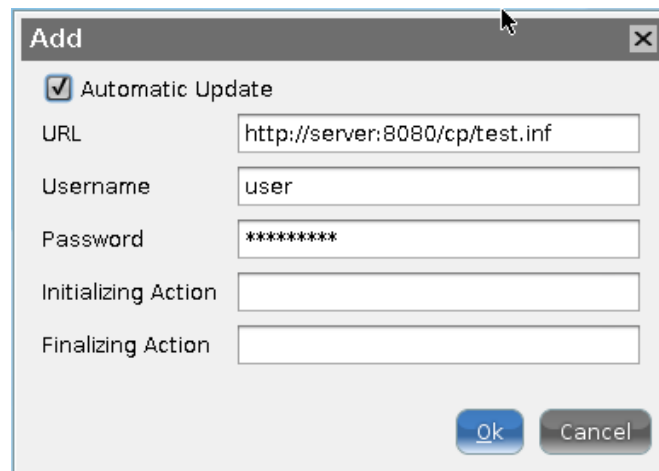 Add
Automatic Update
URL http://server:8080/cp/test.inf
Username user
Password *********
Initializing Action
Finalizing Action
Ok Cancel